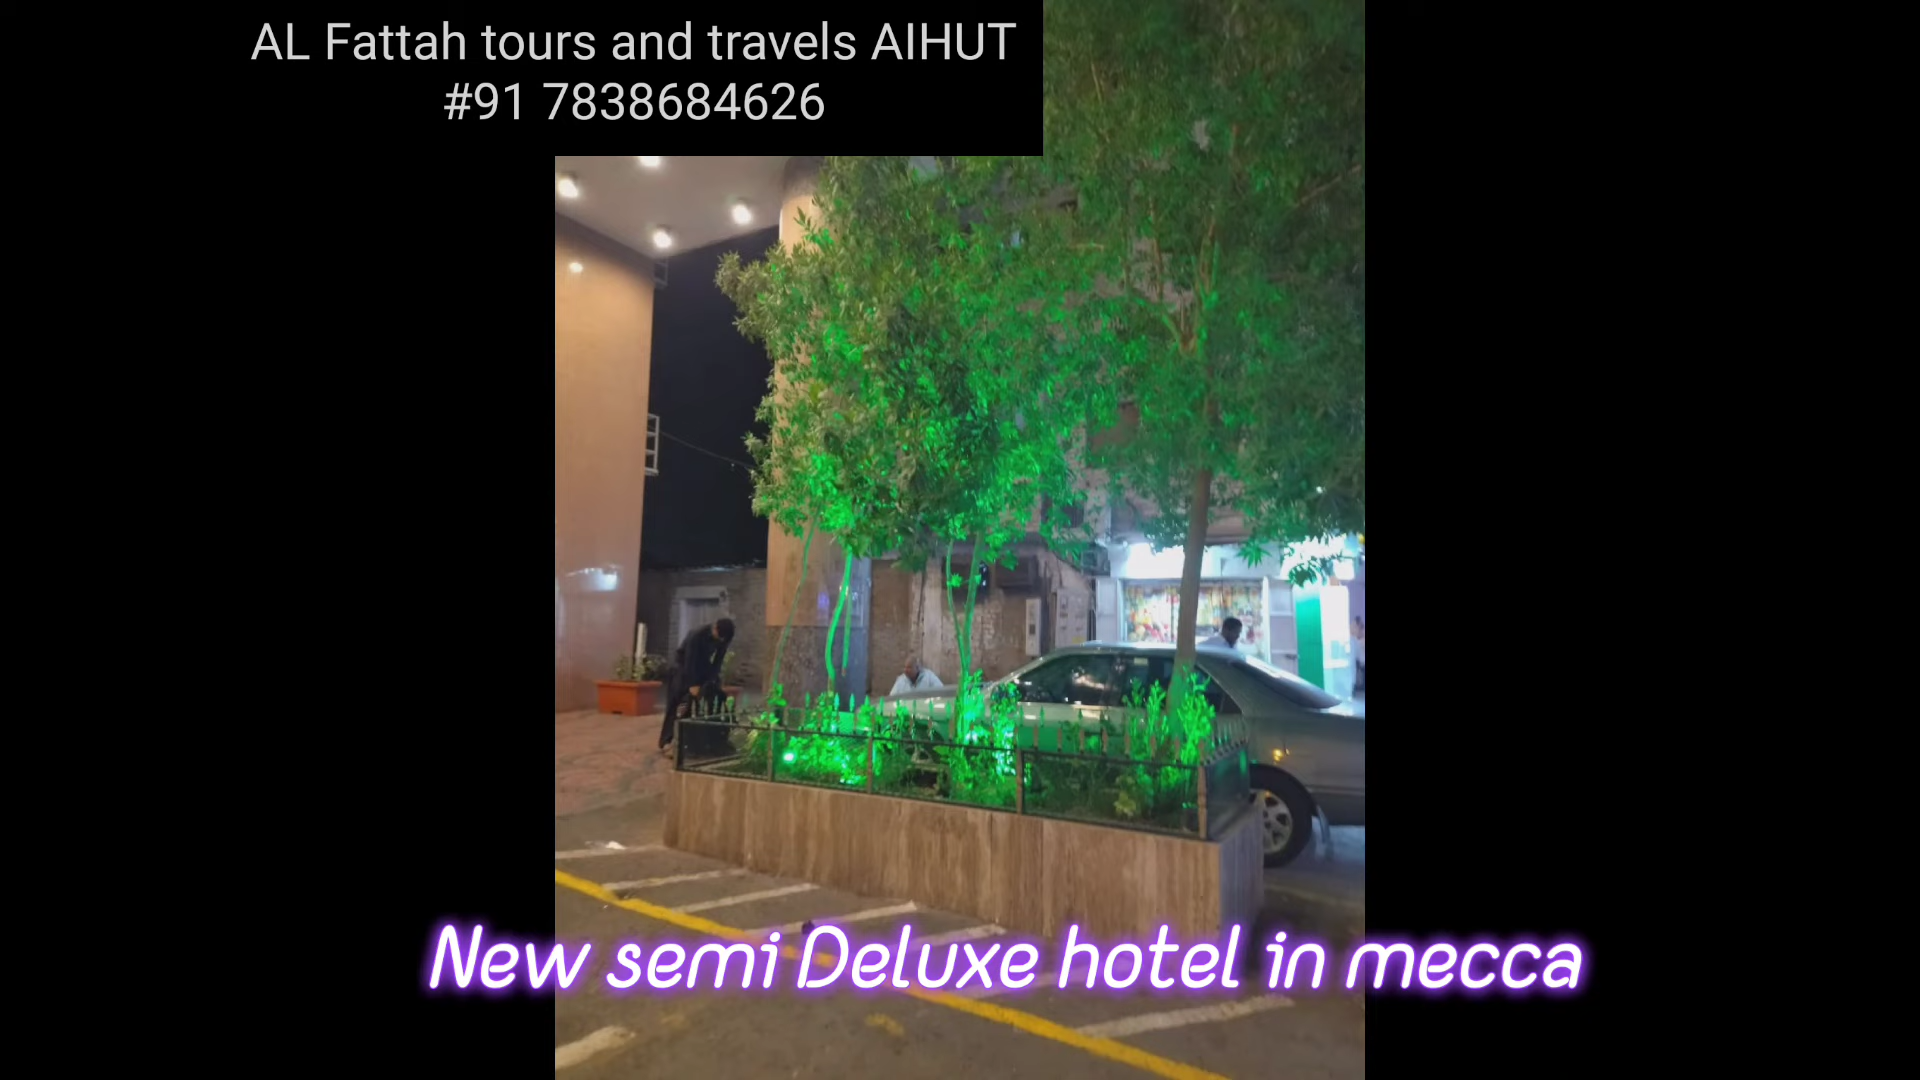 AL Fattah tours and travels AIHUT
#91 7838684626
New semi Deluxe hotel in mecca